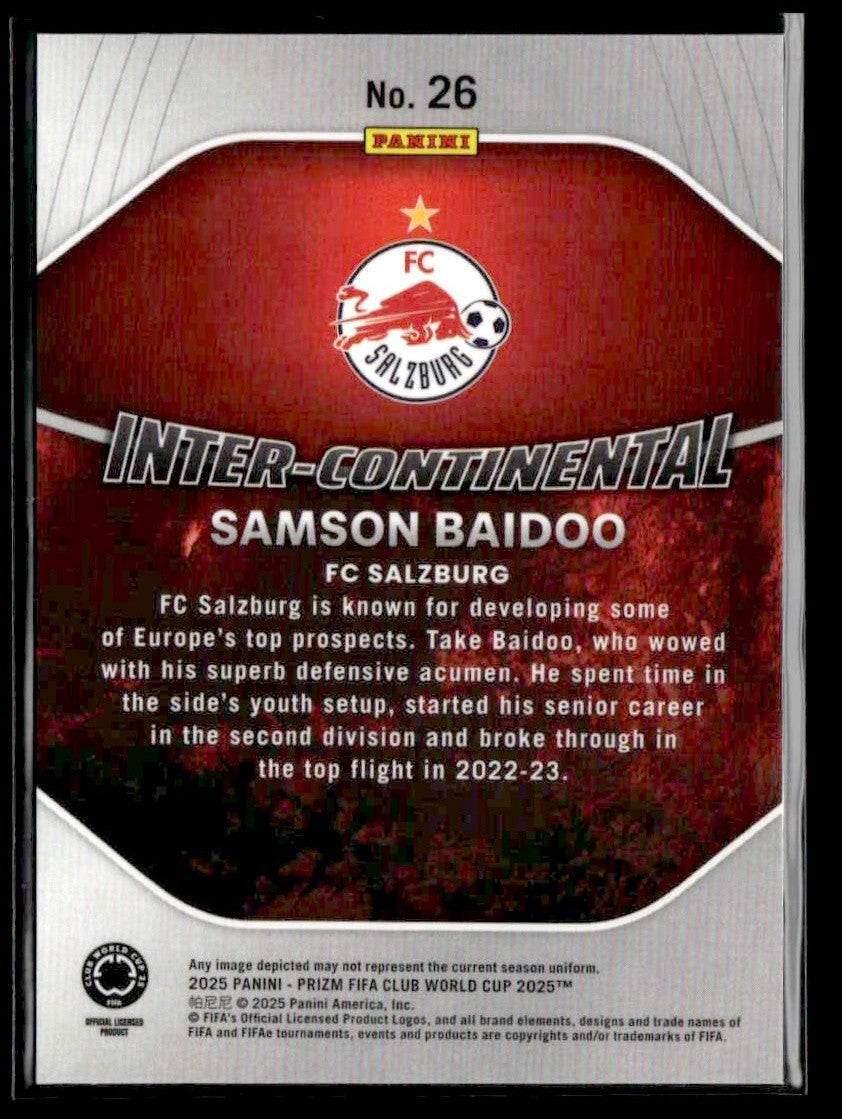 No. 26
PANINI
FC
SALZBURG
INTER-CONTINENTAL
SAMSON BAIDOO
FC SALZBURG
FC Salzburg is known for developing some
of Europe's top prospects. Take Baidoo, who wowed
with his superb defensive acumen. He spent time in
the side's youth setup, started his senior career
in the second division and broke through in
the top flight in 2022-23.
CLUB WORLD CUP 25
FIFA
OFFICIAL LICENSED
PRODUCT
Any image depicted may not represent the current season uniform.
2025 PANINI - PRIZM FIFA CLUB WORLD CUP 2025™
帕尼尼 © 2025 Panini America, Inc.
© FIFA's Official Licensed Product Logos, and all brand elements, designs and trade names of
FIFA and FIFAe tournaments, events and products are copyrights and/or trademarks of FIFA.